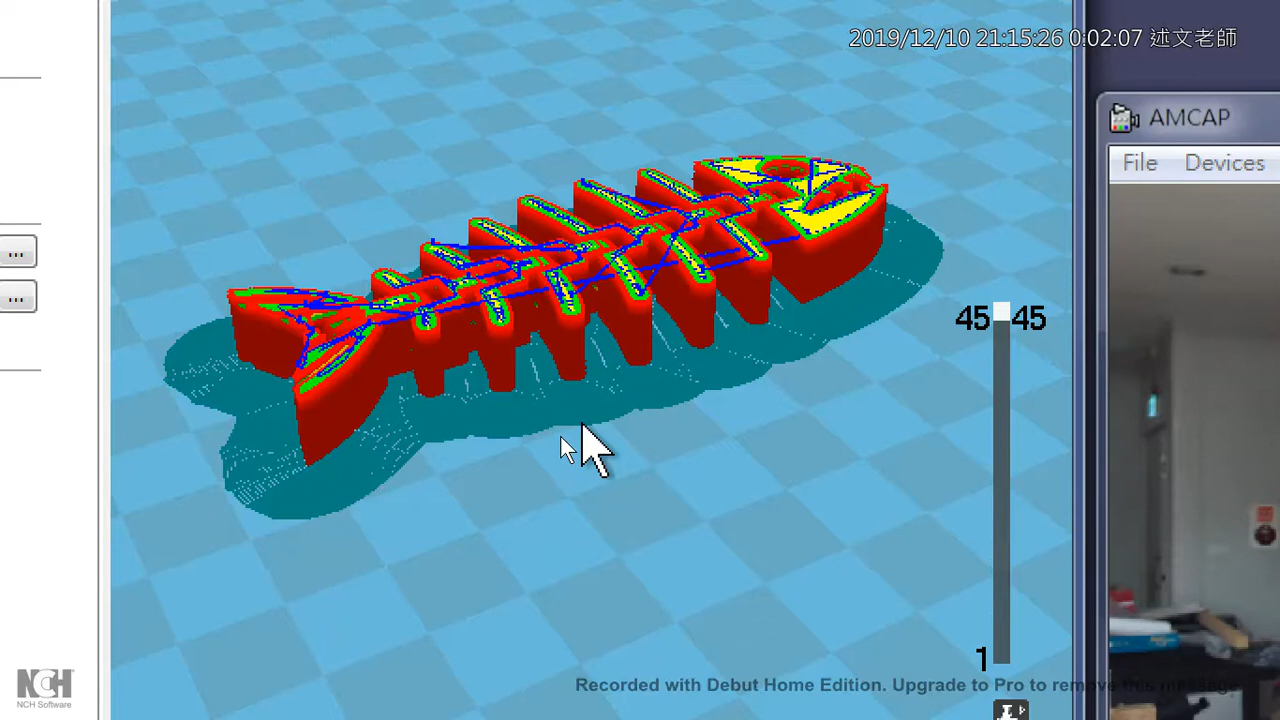 2019/12/10 21:15:26 0:02:07 述文老師
AMCAP
File Devices
...
...
45 45
1
NCH
NCH Software
Recorded with Debut Home Edition. Upgrade to Pro to remove this message